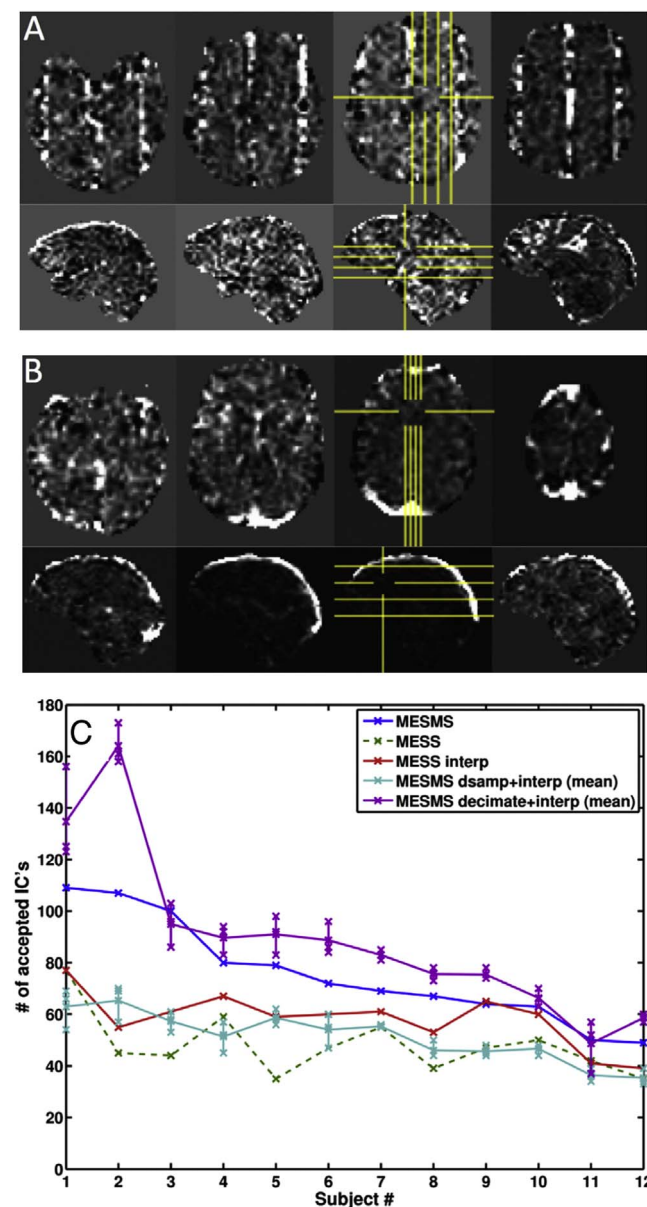 A
B
C
180
160
140
120
100
80
60
40
20
0
# of accepted IC's
MESMS
MESS
MESS interp
MESMS dsamp+interp (mean)
MESMS decimate+interp (mean)
1 2 3 4 5 6 7 8 9 10 11 12
Subject #